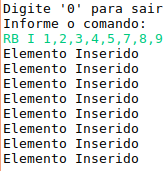 Digite '0' para sair
Informe o comando:
RB I 1,2,3,4,5,7,8,9
Elemento Inserido
Elemento Inserido
Elemento Inserido
Elemento Inserido
Elemento Inserido
Elemento Inserido
Elemento Inserido
Elemento Inserido